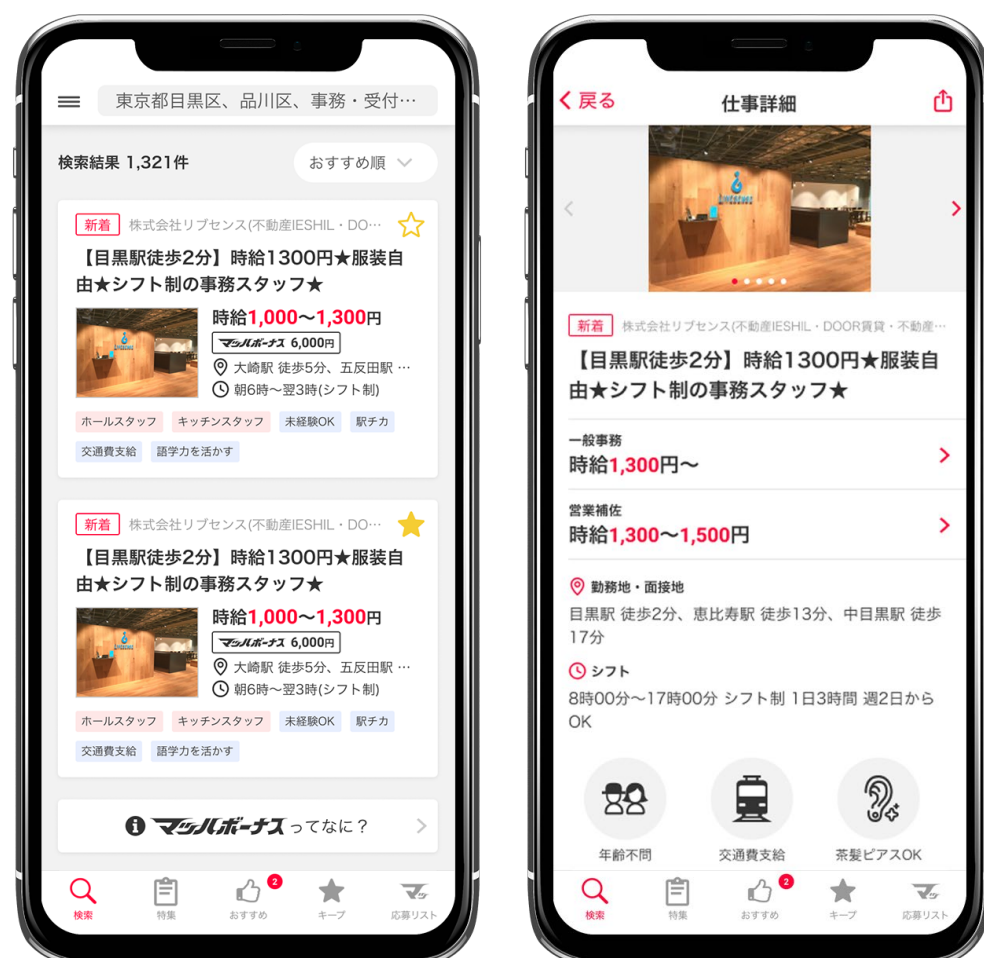 東京都目黒区、品川区、事務・受付…
検索結果 1,321件
おすすめ順
新着 株式会社リブセンス(不動産IESHIL・DO…
【目黒駅徒歩2分】時給1300円★服装自
由★シフト制の事務スタッフ★
時給1,000〜1,300円
マッハボーナス 6,000円
大崎駅 徒歩5分、五反田駅 …
朝6時〜翌3時(シフト制)
ホールスタッフ キッチンスタッフ 未経験OK 駅チカ
交通費支給 語学力を活かす
新着 株式会社リブセンス(不動産IESHIL・DO…
【目黒駅徒歩2分】時給1300円★服装自
由★シフト制の事務スタッフ★
時給1,000〜1,300円
マッハボーナス 6,000円
大崎駅 徒歩5分、五反田駅 …
朝6時〜翌3時(シフト制)
ホールスタッフ キッチンスタッフ 未経験OK 駅チカ
交通費支給 語学力を活かす
マッハボーナスってなに？
検索 特集 おすすめ 2 キープ マッハ 応募リスト
戻る 仕事詳細
LIVESENSE
新着 株式会社リブセンス(不動産IESHIL・DOOR賃貸・不動産…
【目黒駅徒歩2分】時給1300円★服装自
由★シフト制の事務スタッフ★
一般事務
時給1,300円〜
営業補佐
時給1,300〜1,500円
勤務地・面接地
目黒駅 徒歩2分、恵比寿駅 徒歩13分、中目黒駅 徒歩
17分
シフト
8時00分〜17時00分 シフト制 1日3時間 週2日から
OK
年齢不問 交通費支給 茶髪ピアスOK
検索 特集 おすすめ 2 キープ マッハ 応募リスト